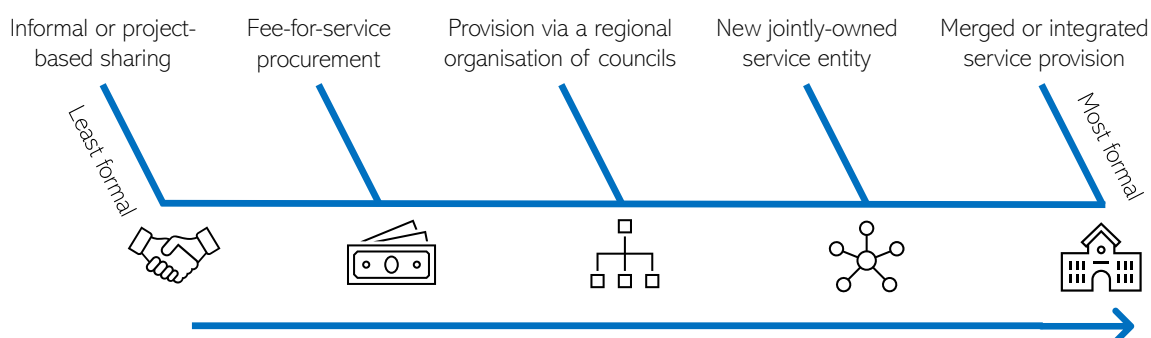 Informal or project-
based sharing
Fee-for-service
procurement
Provision via a regional
organisation of councils
New jointly-owned
service entity
Merged or integrated
service provision
Least formal
Most formal